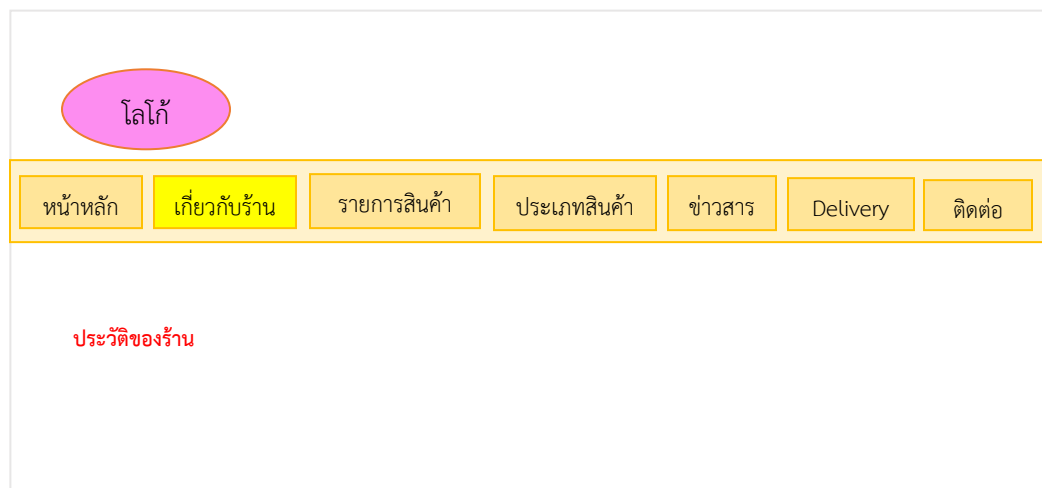 โลโก้
หน้าหลัก เกี่ยวกับร้าน รายการสินค้า ประเภทสินค้า ข่าวสาร Delivery ติดต่อ
ประวัติของร้าน